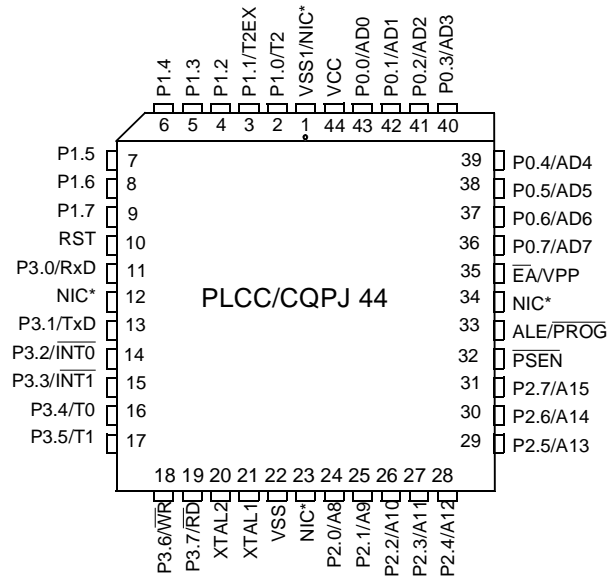 P1.4
P1.3
P1.2
P1.1/T2EX
P1.0/T2
VSS1/NIC*
VCC
P0.0/AD0
P0.1/AD1
P0.2/AD2
P0.3/AD3
6 5 4 3 2 1 44 43 42 41 40
P1.5 7
P1.6 8
P1.7 9
RST 10
P3.0/RxD 11
NIC* 12
P3.1/TxD 13
P3.2/INT0 14
P3.3/INT1 15
P3.4/T0 16
P3.5/T1 17
PLCC/CQPJ 44
39 P0.4/AD4
38 P0.5/AD5
37 P0.6/AD6
36 P0.7/AD7
35 EA/VPP
34 NIC*
33 ALE/PROG
32 PSEN
31 P2.7/A15
30 P2.6/A14
29 P2.5/A13
18 19 20 21 22 23 24 25 26 27 28
P3.6/WR
P3.7/RD
XTAL2
XTAL1
VSS
NIC*
P2.0/A8
P2.1/A9
P2.2/A10
P2.3/A11
P2.4/A12